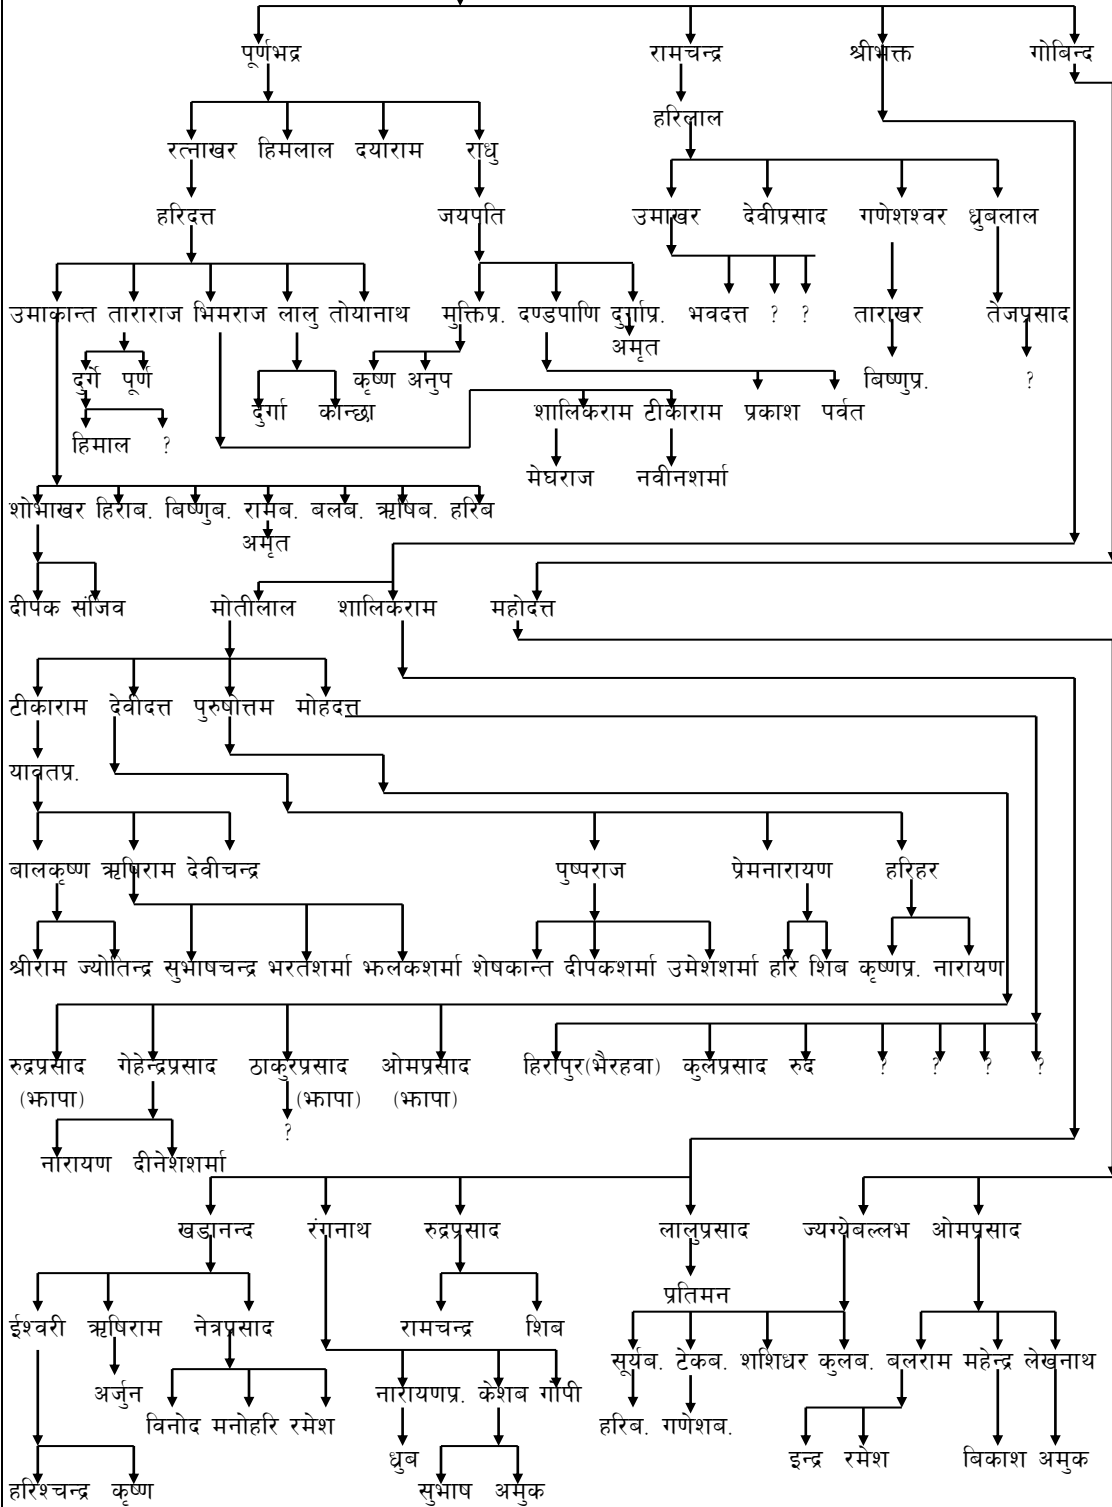 पूर्णभद्र रामचन्द्र श्रीभक्त गोबिन्द
हरिलाल
रत्नाखर हिमलाल दयाराम राधु
हरिदत्त जयपति उमाखर देवीप्रसाद गणेशश्वर ध्रुबलाल
उमाकान्त ताराराज भिमराज लालु तोयानाथ मुक्तिप्र. दण्डपाणि दुर्गाप्र. भवदत्त ? ? ताराखर तेजप्रसाद
अमृत
दुर्गे पूर्ण कृष्ण अनुप बिष्णुप्र. ?
दुर्गा कान्छा शालिकराम टीकाराम प्रकाश पर्वत
हिमाल ?
मेघराज नवीनशर्मा
शोभाखर हिराब. बिष्णुब. रामब. बलब. ऋषिब. हरिब
अमृत
दीपक संजिव मोतीलाल शालिकराम महोदत्त
टीकाराम देवीदत्त पुरुषोत्तम मोहदत्त
यावतप्र.
बालकृष्ण ऋषिराम देवीचन्द्र पुष्पराज प्रेमनारायण हरिहर
श्रीराम ज्योतिन्द्र सुभाषचन्द्र भरतशर्मा झलकशर्मा शेषकान्त दीपकशर्मा उमेशशर्मा हरि शिब कृष्णप्र. नारायण
रुद्रप्रसाद गेहेन्द्रप्रसाद ठाकुरप्रसाद ओमप्रसाद हिरापुर(भैरहवा) कुलप्रसाद रुद ? ? ? ?
(झापा) (झापा) (झापा)
?
नारायण दीनेशशर्मा
खडानन्द रंगनाथ रुद्रप्रसाद लालुप्रसाद ज्यग्येबल्लभ ओमप्रसाद
प्रतिमन
ईश्वरी ऋषिराम नेत्रप्रसाद रामचन्द्र शिब
सूर्यब. टेकब. शशिधर कुलब. बलराम महेन्द्र लेखनाथ
अर्जुन नारायणप्र. केशब गोपी
विनोद मनोहरि रमेश हरिब. गणेशब.
ध्रुब इन्द्र रमेश बिकाश अमुक
हरिश्चन्द्र कृष्ण सुभाष अमुक